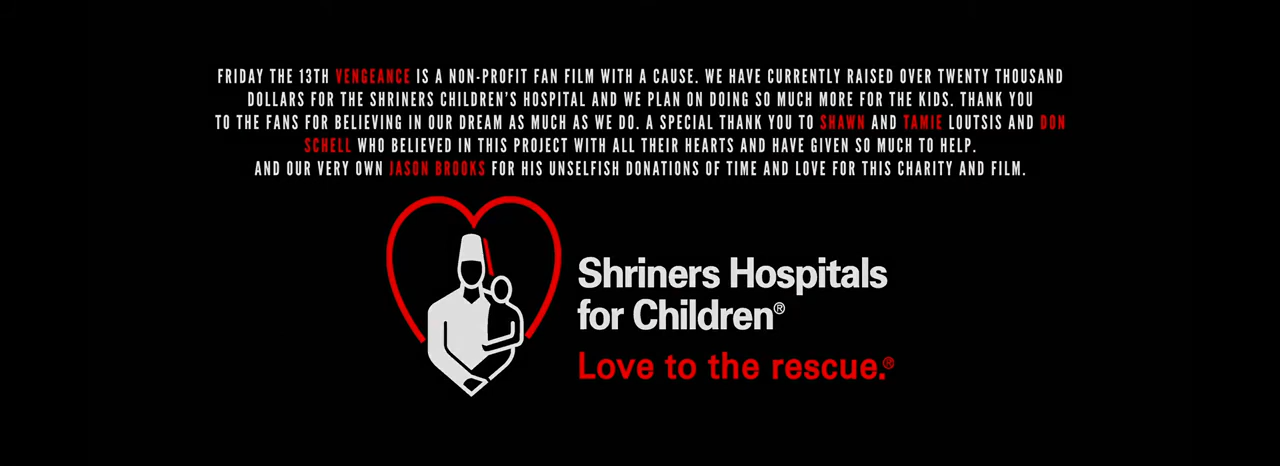 FRIDAY THE 13TH VENGEANCE IS A NON-PROFIT FAN FILM WITH A CAUSE. WE HAVE CURRENTLY RAISED OVER TWENTY THOUSAND
DOLLARS FOR THE SHRINERS CHILDREN'S HOSPITAL AND WE PLAN ON DOING SO MUCH MORE FOR THE KIDS. THANK YOU
TO THE FANS FOR BELIEVING IN OUR DREAM AS MUCH AS WE DO. A SPECIAL THANK YOU TO SHAWN AND TAMIE LOUTSIS AND DON
SCHELL WHO BELIEVED IN THIS PROJECT WITH ALL THEIR HEARTS AND HAVE GIVEN SO MUCH TO HELP.
AND OUR VERY OWN JASON BROOKS FOR HIS UNSELFISH DONATIONS OF TIME AND LOVE FOR THIS CHARITY AND FILM.
Shriners Hospitals
for Children®
Love to the rescue.®